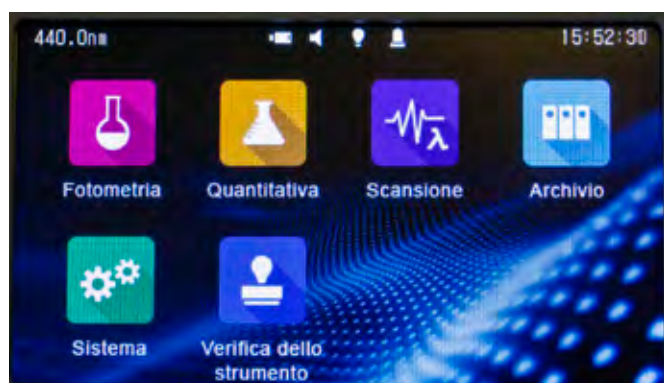 440.0nm 15:52:30
λ
Fotometria Quantitativa Scansione Archivio
Sistema Verifica dello
strumento